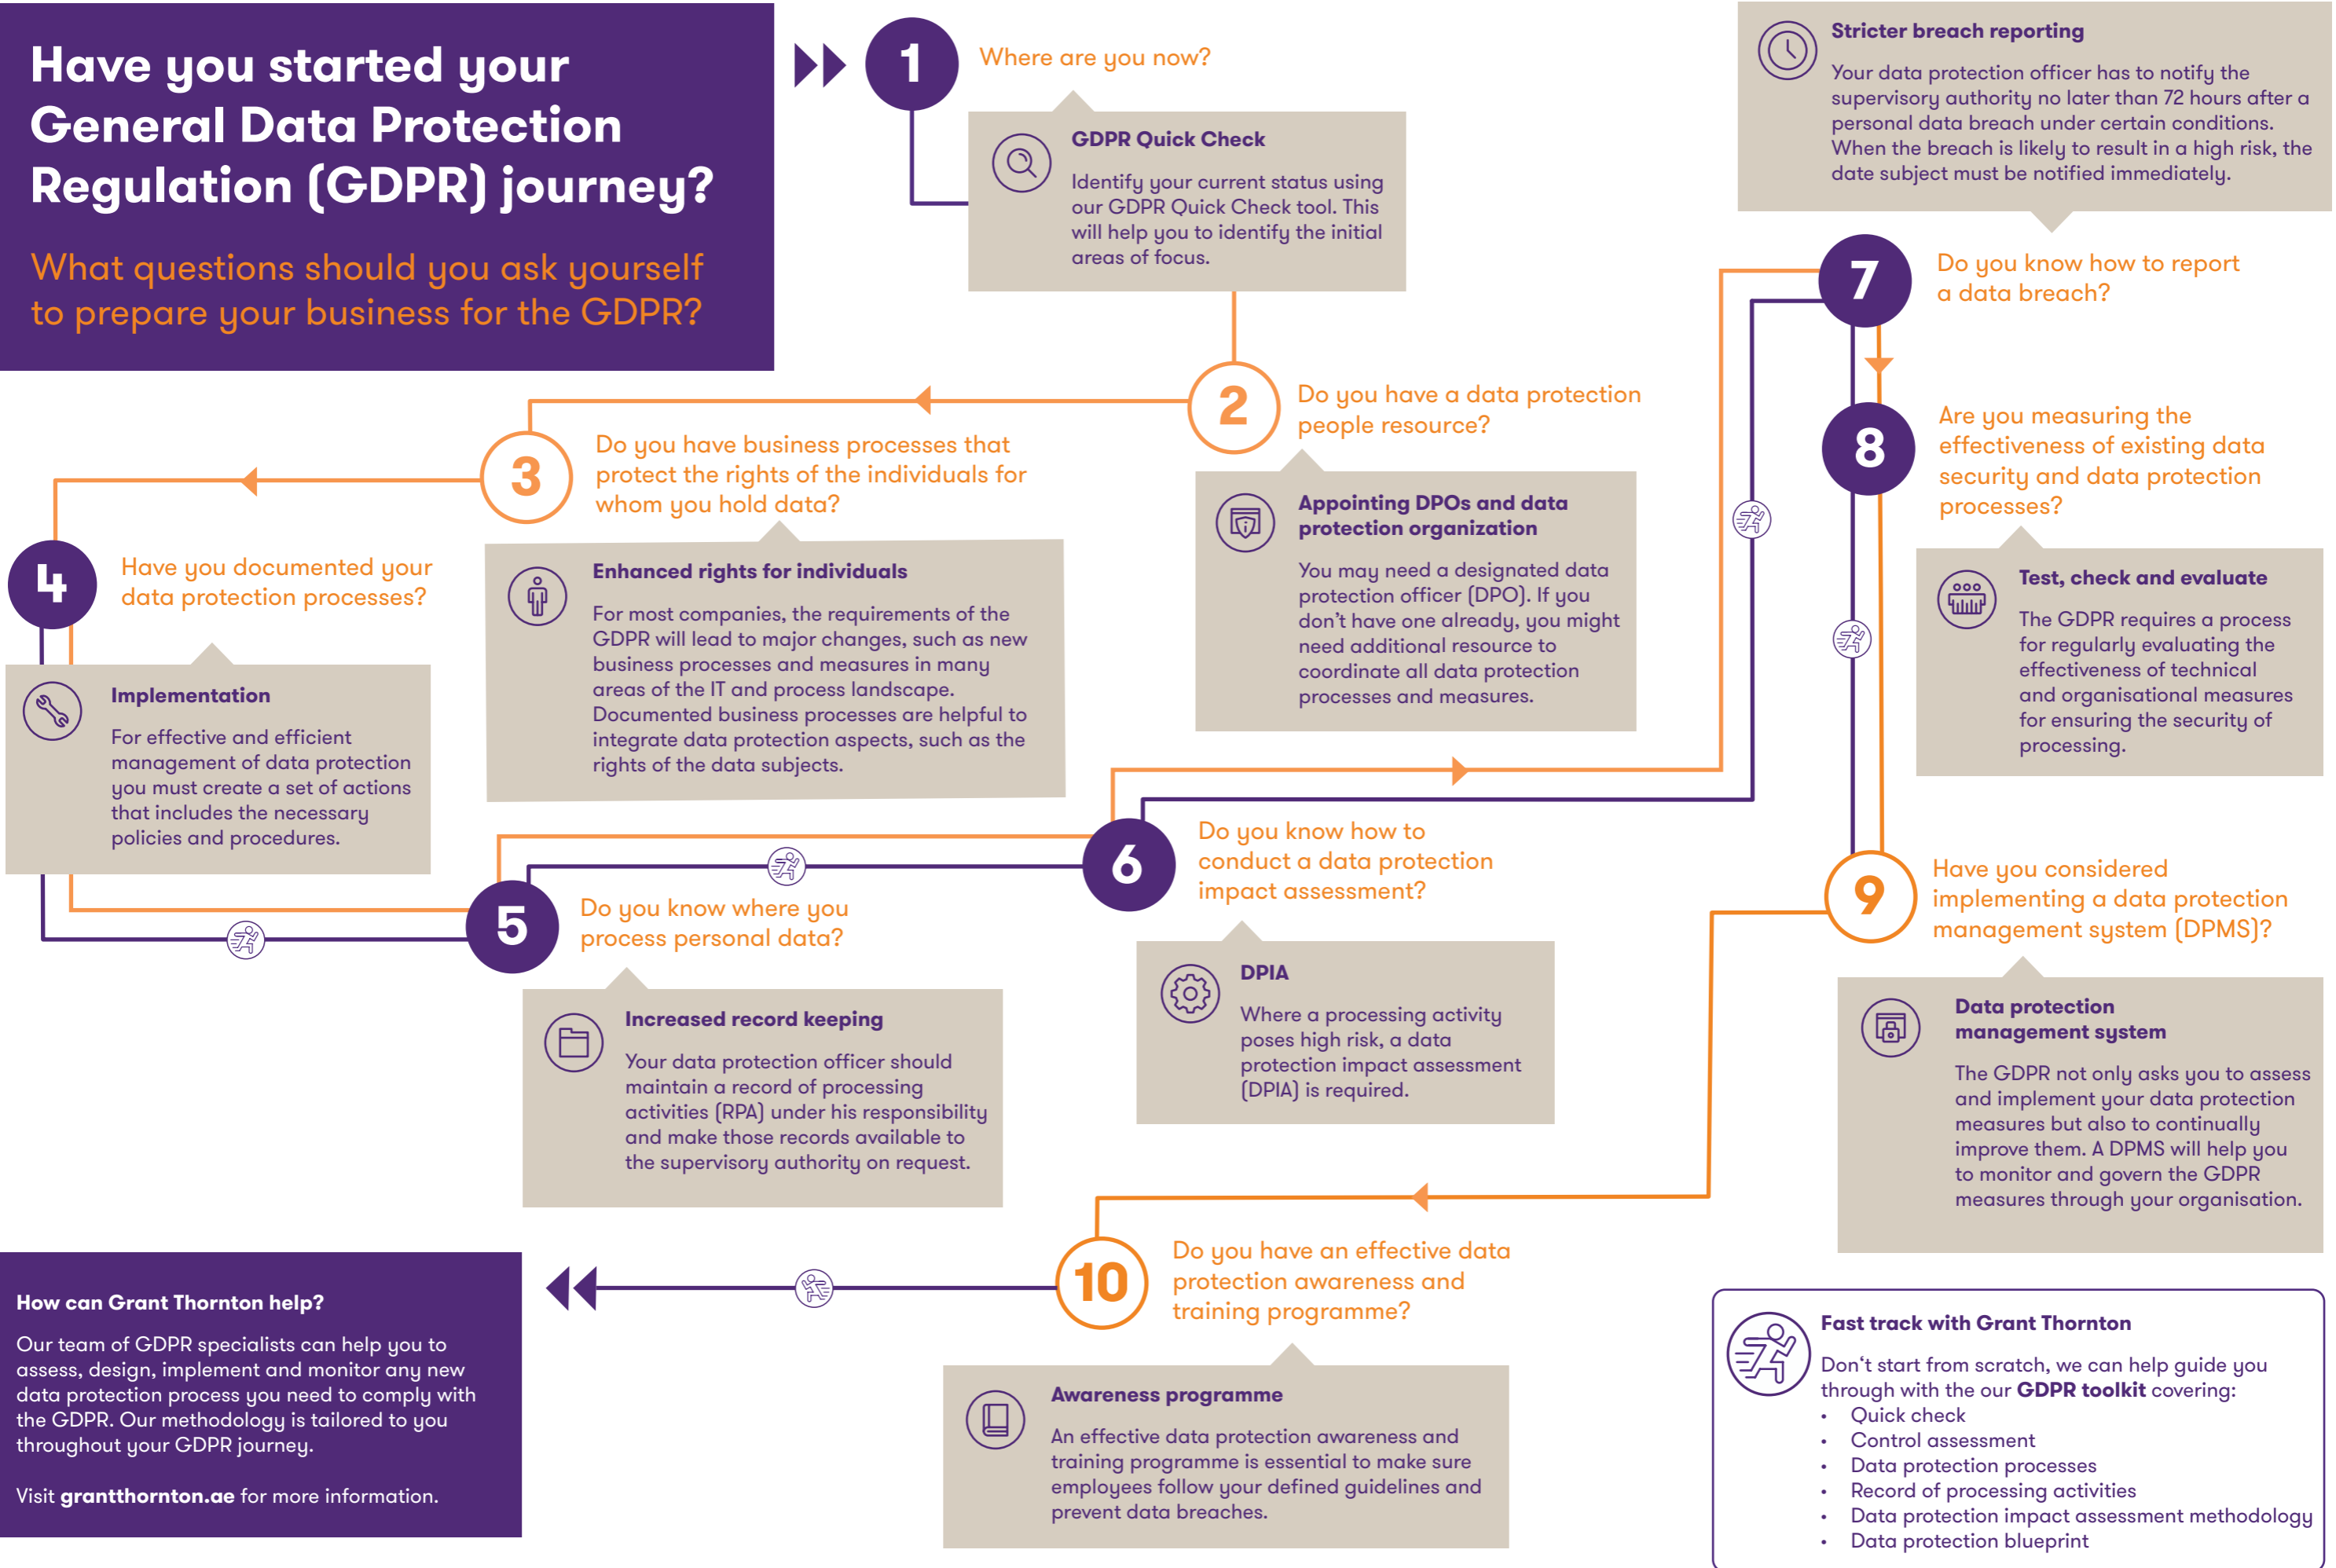 Have you started your
General Data Protection
Regulation (GDPR) journey?
What questions should you ask yourself
to prepare your business for the GDPR?
1
Where are you now?
GDPR Quick Check
Identify your current status using
our GDPR Quick Check tool. This
will help you to identify the initial
areas of focus.
2
Do you have a data protection
people resource?
Appointing DPOs and data
protection organization
You may need a designated data
protection officer (DPO). If you
don't have one already, you might
need additional resource to
coordinate all data protection
processes and measures.
3
Do you have business processes that
protect the rights of the individuals for
whom you hold data?
Enhanced rights for individuals
For most companies, the requirements of the
GDPR will lead to major changes, such as new
business processes and measures in many
areas of the IT and process landscape.
Documented business processes are helpful to
integrate data protection aspects, such as the
rights of the data subjects.
4
Have you documented your
data protection processes?
Implementation
For effective and efficient
management of data protection
you must create a set of actions
that includes the necessary
policies and procedures.
5
Do you know where you
process personal data?
Increased record keeping
Your data protection officer should
maintain a record of processing
activities (RPA) under his responsibility
and make those records available to
the supervisory authority on request.
6
Do you know how to
conduct a data protection
impact assessment?
DPIA
Where a processing activity
poses high risk, a data
protection impact assessment
(DPIA) is required.
Stricter breach reporting
Your data protection officer has to notify the
supervisory authority no later than 72 hours after a
personal data breach under certain conditions.
When the breach is likely to result in a high risk, the
date subject must be notified immediately.
7
Do you know how to report
a data breach?
8
Are you measuring the
effectiveness of existing data
security and data protection
processes?
Test, check and evaluate
The GDPR requires a process
for regularly evaluating the
effectiveness of technical
and organisational measures
for ensuring the security of
processing.
9
Have you considered
implementing a data protection
management system (DPMS)?
Data protection
management system
The GDPR not only asks you to assess
and implement your data protection
measures but also to continually
improve them. A DPMS will help you
to monitor and govern the GDPR
measures through your organisation.
10
Do you have an effective data
protection awareness and
training programme?
Awareness programme
An effective data protection awareness and
training programme is essential to make sure
employees follow your defined guidelines and
prevent data breaches.
How can Grant Thornton help?
Our team of GDPR specialists can help you to
assess, design, implement and monitor any new
data protection process you need to comply with
the GDPR. Our methodology is tailored to you
throughout your GDPR journey.
Visit grantthornton.ae for more information.
Fast track with Grant Thornton
Don't start from scratch, we can help guide you
through with the our GDPR toolkit covering:
• Quick check
• Control assessment
• Data protection processes
• Record of processing activities
• Data protection impact assessment methodology
• Data protection blueprint